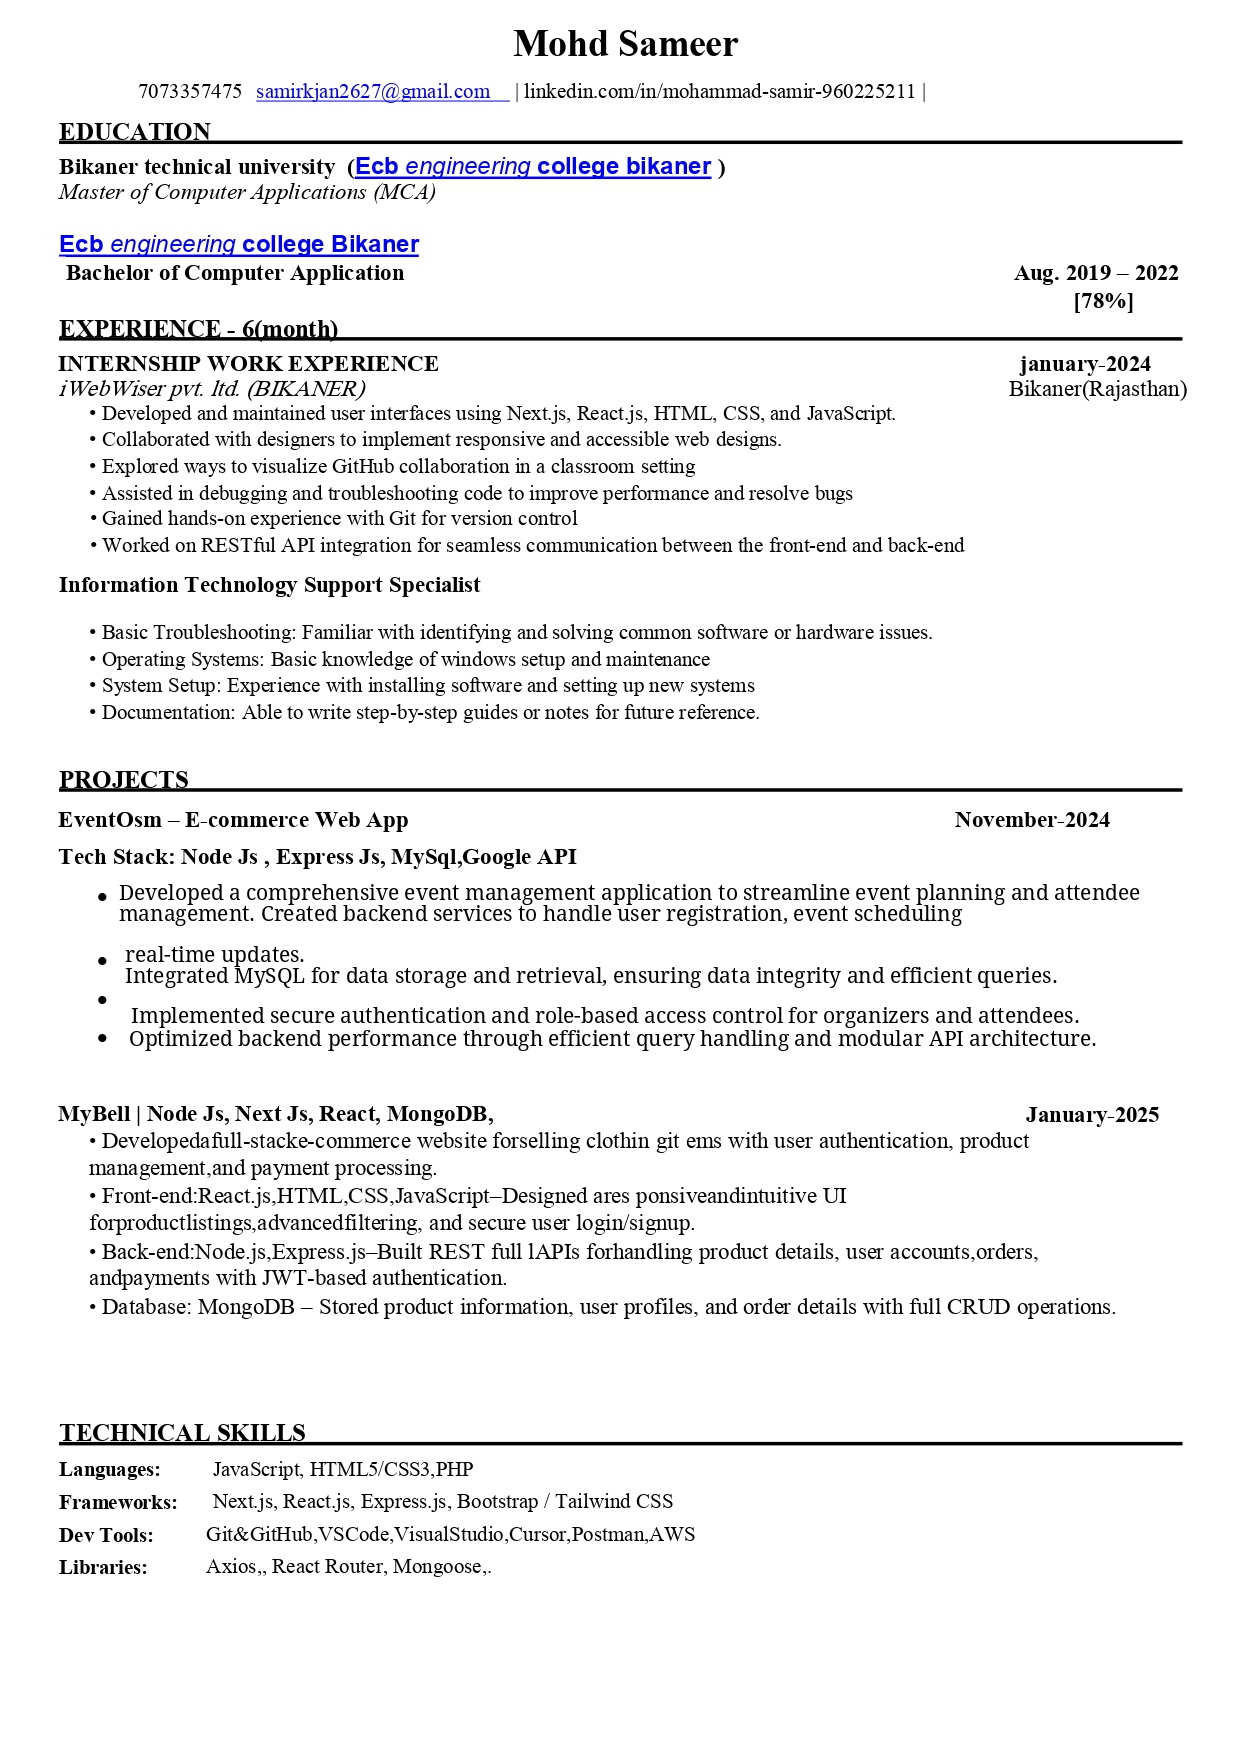 Mohd Sameer
7073357475 samirkjan2627@gmail.com | linkedin.com/in/mohammad-samir-960225211 |
EDUCATION
Bikaner technical university (Ecb engineering college bikaner )
Master of Computer Applications (MCA)
Ecb engineering college Bikaner
Bachelor of Computer Application Aug. 2019 – 2022
[78%]
EXPERIENCE - 6(month)
INTERNSHIP WORK EXPERIENCE january-2024
iWebWiser pvt. ltd. (BIKANER) Bikaner(Rajasthan)
• Developed and maintained user interfaces using Next.js, React.js, HTML, CSS, and JavaScript.
• Collaborated with designers to implement responsive and accessible web designs.
• Explored ways to visualize GitHub collaboration in a classroom setting
• Assisted in debugging and troubleshooting code to improve performance and resolve bugs
• Gained hands-on experience with Git for version control
• Worked on RESTful API integration for seamless communication between the front-end and back-end
Information Technology Support Specialist
• Basic Troubleshooting: Familiar with identifying and solving common software or hardware issues.
• Operating Systems: Basic knowledge of windows setup and maintenance
• System Setup: Experience with installing software and setting up new systems
• Documentation: Able to write step-by-step guides or notes for future reference.
PROJECTS
EventOsm – E-commerce Web App November-2024
Tech Stack: Node Js , Express Js, MySql,Google API
• Developed a comprehensive event management application to streamline event planning and attendee
management. Created backend services to handle user registration, event scheduling
• real-time updates.
Integrated MySQL for data storage and retrieval, ensuring data integrity and efficient queries.
•
Implemented secure authentication and role-based access control for organizers and attendees.
• Optimized backend performance through efficient query handling and modular API architecture.
MyBell | Node Js, Next Js, React, MongoDB, January-2025
• Developedafull-stacke-commerce website forselling clothin git ems with user authentication, product
management,and payment processing.
• Front-end:React.js,HTML,CSS,JavaScript–Designed ares ponsiveandintuitive UI
forproductlistings,advancedfiltering, and secure user login/signup.
• Back-end:Node.js,Express.js–Built REST full lAPIs forhandling product details, user accounts,orders,
andpayments with JWT-based authentication.
• Database: MongoDB – Stored product information, user profiles, and order details with full CRUD operations.
TECHNICAL SKILLS
Languages: JavaScript, HTML5/CSS3,PHP
Frameworks: Next.js, React.js, Express.js, Bootstrap / Tailwind CSS
Dev Tools: Git&GitHub,VSCode,VisualStudio,Cursor,Postman,AWS
Libraries: Axios,, React Router, Mongoose,.